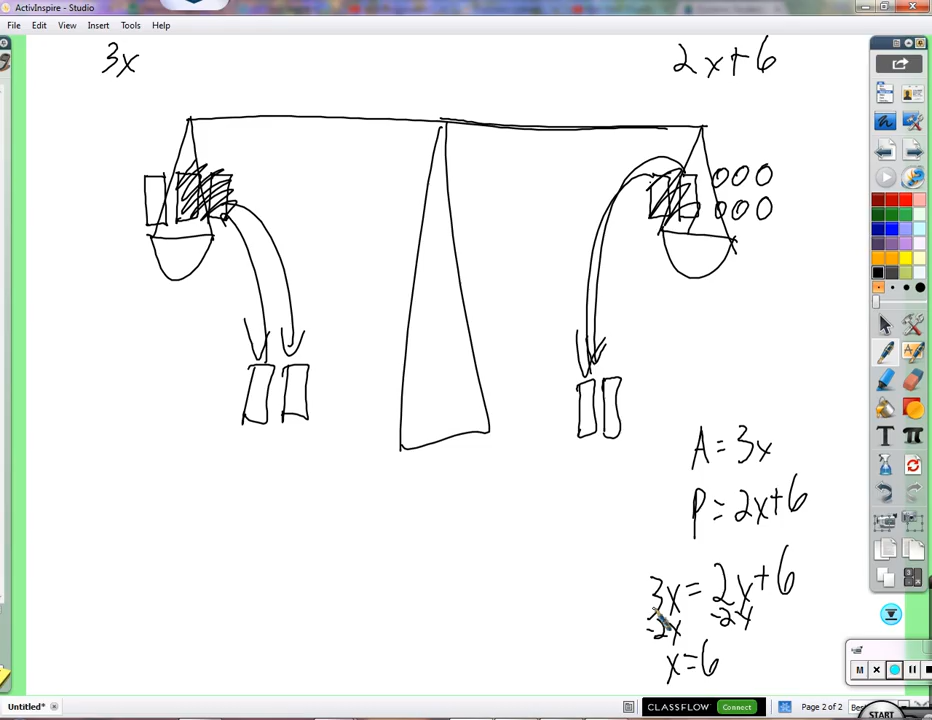 ActivInspire - Studio
File Edit View Insert Tools Help
3x
2x+6
A = 3x
P = 2x+6
3x = 2x+6
-2x -2x
x=6
Untitled*
CLASSFLOW Connect
Page 2 of 2
Bes
M
START
T π